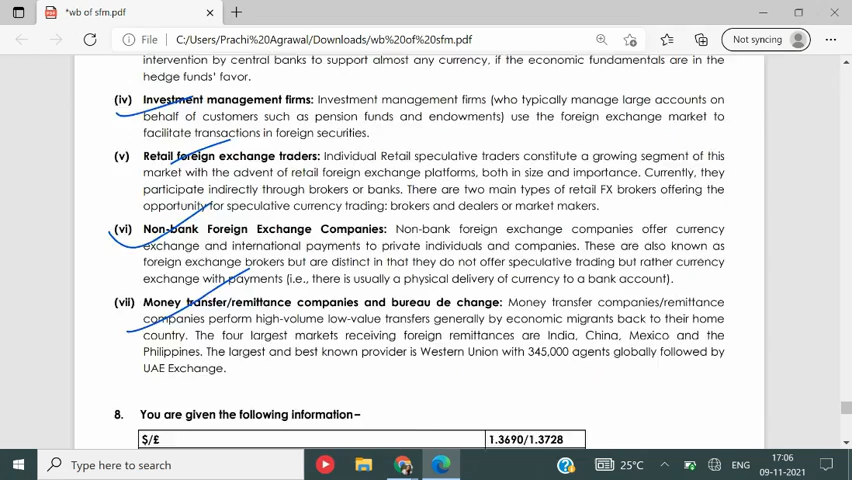 *wb of sfm.pdf
File
C:/Users/Prachi%20Agrawal/Downloads/wb%20of%20sfm.pdf
Not syncing
intervention by central banks to support almost any currency, if the economic fundamentals are in the
hedge funds' favor.
(iv) Investment management firms: Investment management firms (who typically manage large accounts on
behalf of customers such as pension funds and endowments) use the foreign exchange market to
facilitate transactions in foreign securities.
(v) Retail foreign exchange traders: Individual Retail speculative traders constitute a growing segment of this
market with the advent of retail foreign exchange platforms, both in size and importance. Currently, they
participate indirectly through brokers or banks. There are two main types of retail FX brokers offering the
opportunity for speculative currency trading: brokers and dealers or market makers.
(vi) Non-bank Foreign Exchange Companies: Non-bank foreign exchange companies offer currency
exchange and international payments to private individuals and companies. These are also known as
foreign exchange brokers but are distinct in that they do not offer speculative trading but rather currency
exchange with payments (i.e., there is usually a physical delivery of currency to a bank account).
(vii) Money transfer/remittance companies and bureau de change: Money transfer companies/remittance
companies perform high-volume low-value transfers generally by economic migrants back to their home
country. The four largest markets receiving foreign remittances are India, China, Mexico and the
Philippines. The largest and best known provider is Western Union with 345,000 agents globally followed by
UAE Exchange.
8. You are given the following information–
$/£ 1.3690/1.3728
Type here to search
25°C
ENG
17:06
09-11-2021